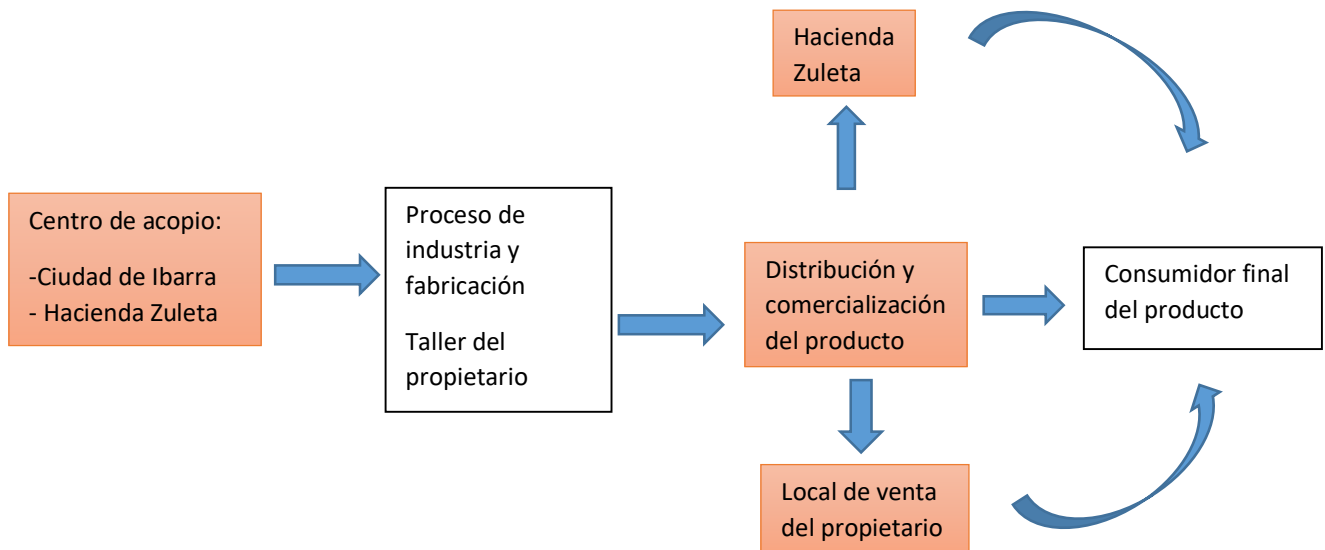 Hacienda
Zuleta
Centro de acopio:
-Ciudad de Ibarra
- Hacienda Zuleta
Proceso de
industria y
fabricación
Taller del
propietario
Distribución y
comercialización
del producto
Consumidor final
del producto
Local de venta
del propietario